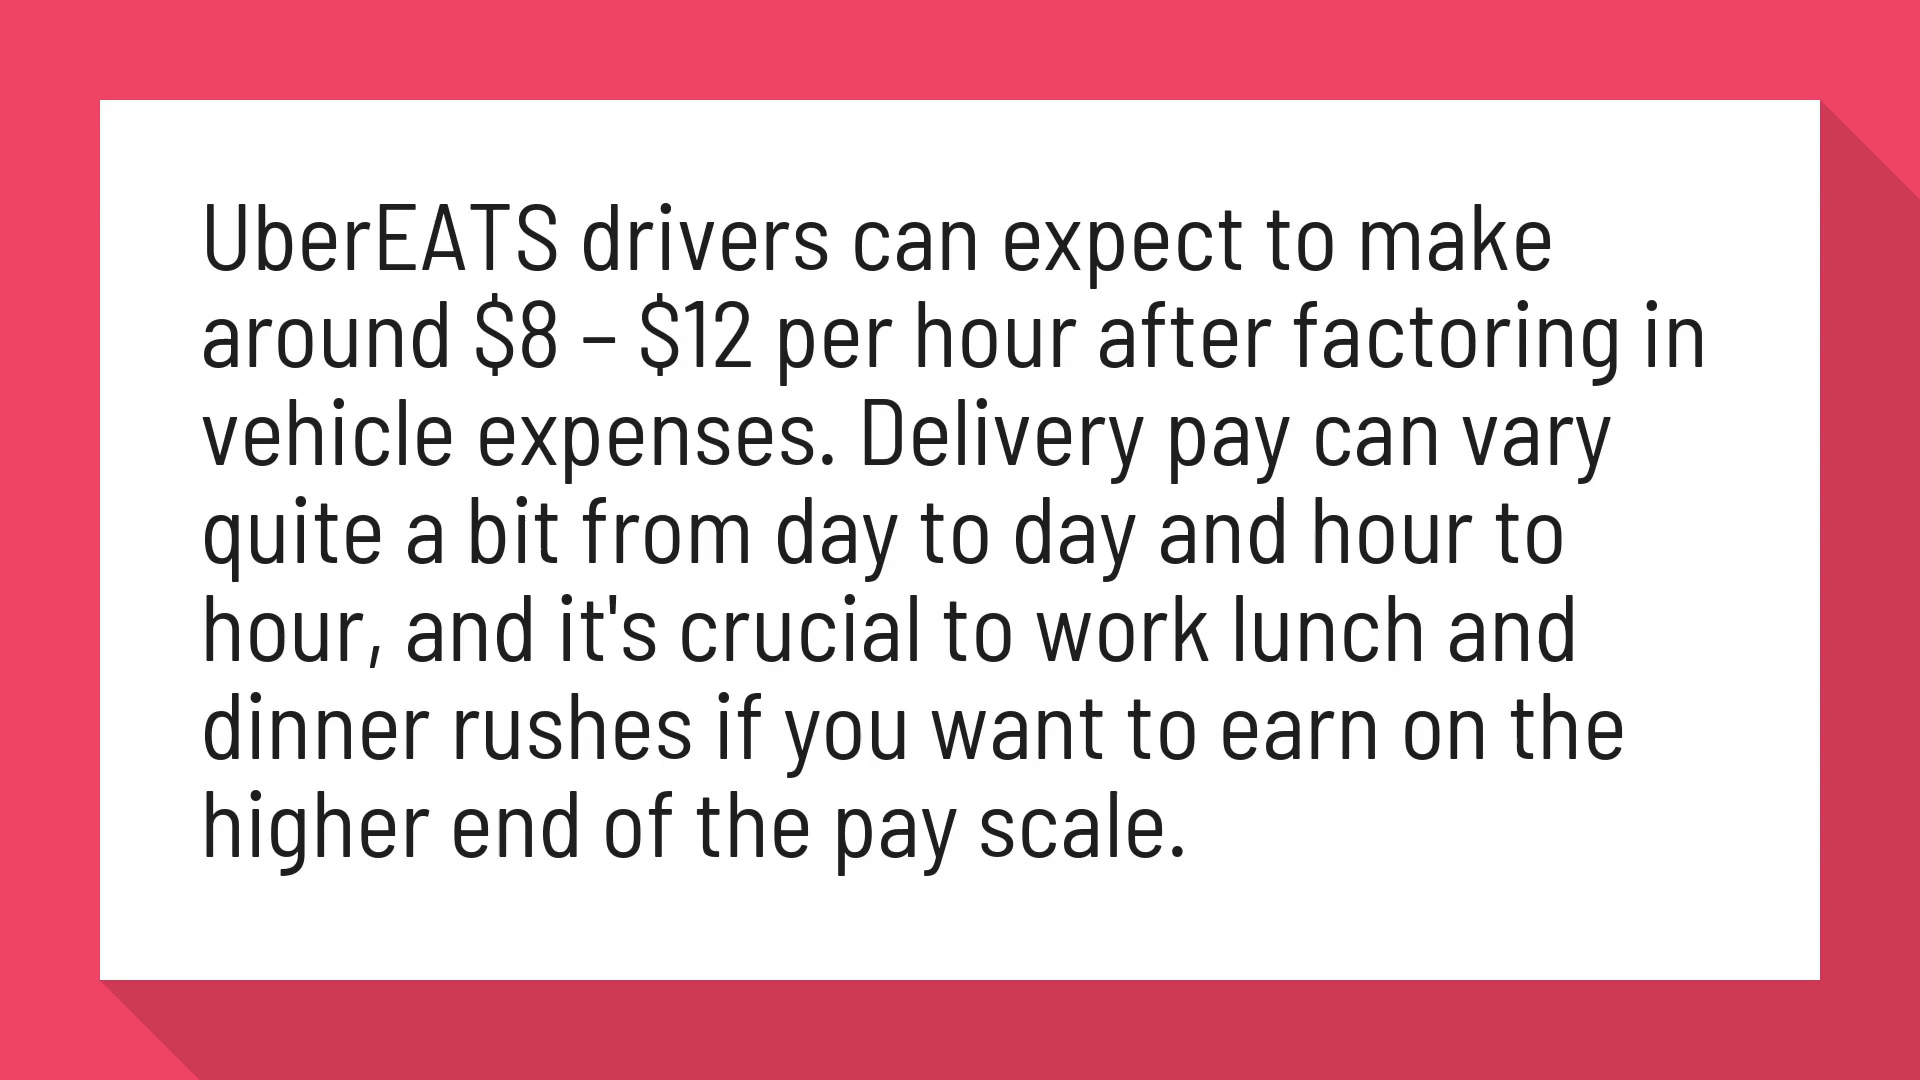 UberEATS drivers can expect to make
around $8 – $12 per hour after factoring in
vehicle expenses. Delivery pay can vary
quite a bit from day to day and hour to
hour, and it's crucial to work lunch and
dinner rushes if you want to earn on the
higher end of the pay scale.